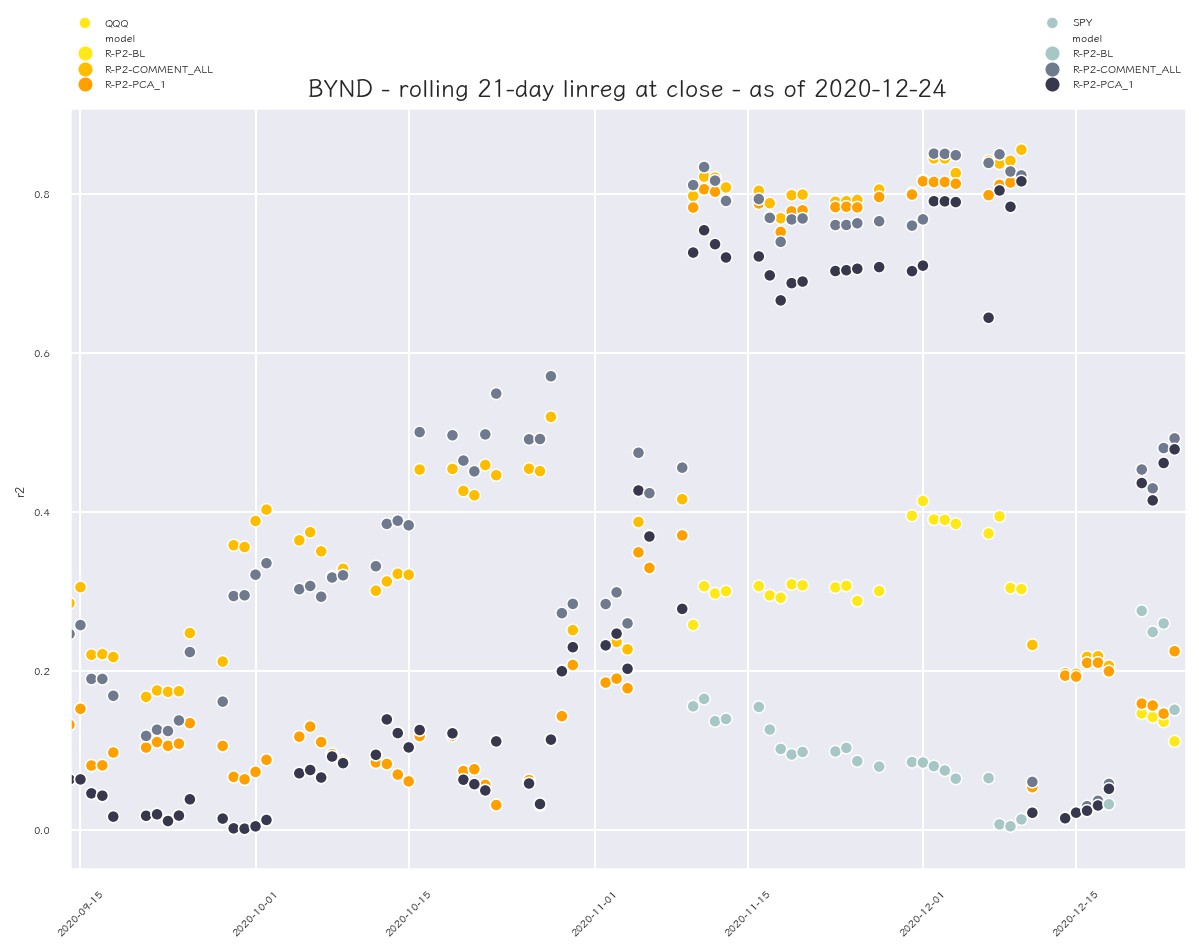 QQQ
model
R-P2-BL
R-P2-COMMENT_ALL
R-P2-PCA_1
SPY
model
R-P2-BL
R-P2-COMMENT_ALL
R-P2-PCA_1
BYND - rolling 21-day linreg at close - as of 2020-12-24
r2
0.8
0.6
0.4
0.2
0.0
2020-09-15
2020-10-01
2020-10-15
2020-11-01
2020-11-15
2020-12-01
2020-12-15